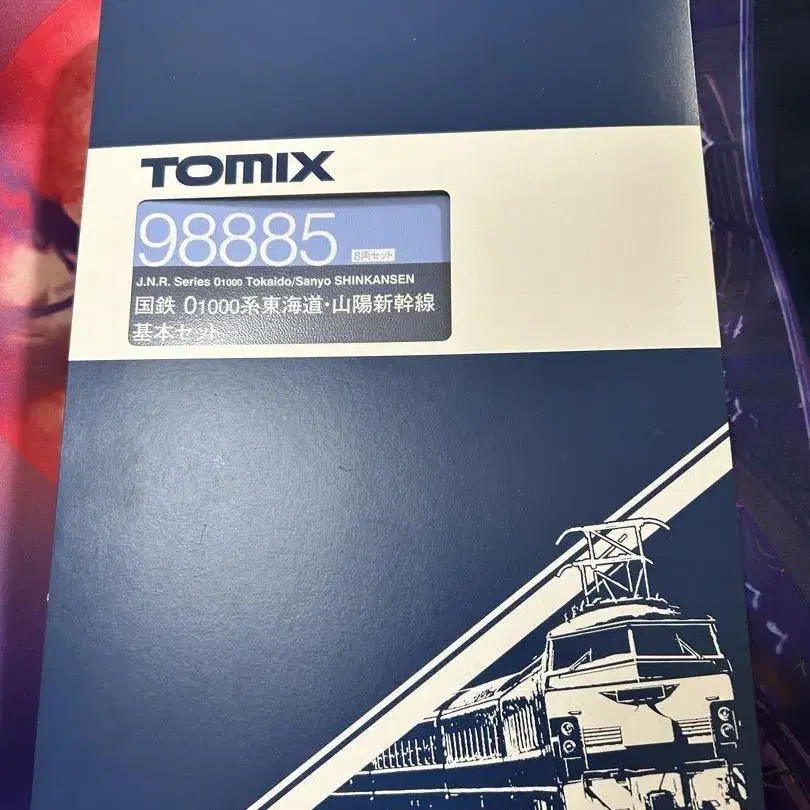 TOMIX
98885 8両セット
J.N.R. Series 01000 Tokaido/Sanyo SHINKANSEN
国鉄 01000系東海道・山陽新幹線
基本セット